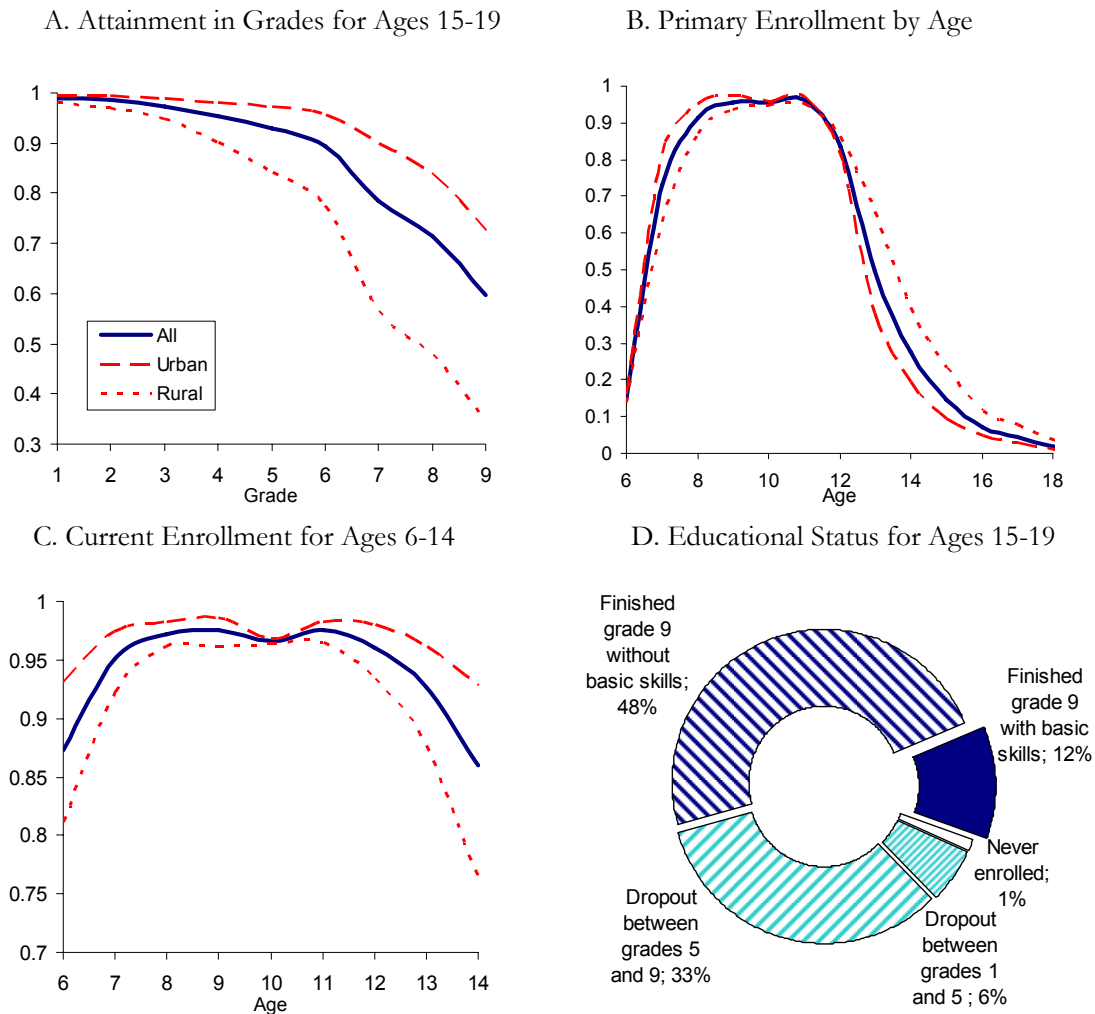 A. Attainment in Grades for Ages 15-19
1
0.9
0.8
0.7
0.6
0.5
0.4
0.3
All
Urban
Rural
1 2 3 4 5 6 7 8 9
Grade
B. Primary Enrollment by Age
1
0.9
0.8
0.7
0.6
0.5
0.4
0.3
0.2
0.1
0
6 8 10 12 14 16 18
Age
C. Current Enrollment for Ages 6-14
1
0.95
0.9
0.85
0.8
0.75
0.7
6 7 8 9 10 11 12 13 14
Age
D. Educational Status for Ages 15-19
Finished
grade 9
without
basic skills;
48%
Finished
grade 9
with basic
skills; 12%
Never
enrolled;
1%
Dropout
between
grades 1
and 5 ; 6%
Dropout
between
grades 5
and 9; 33%